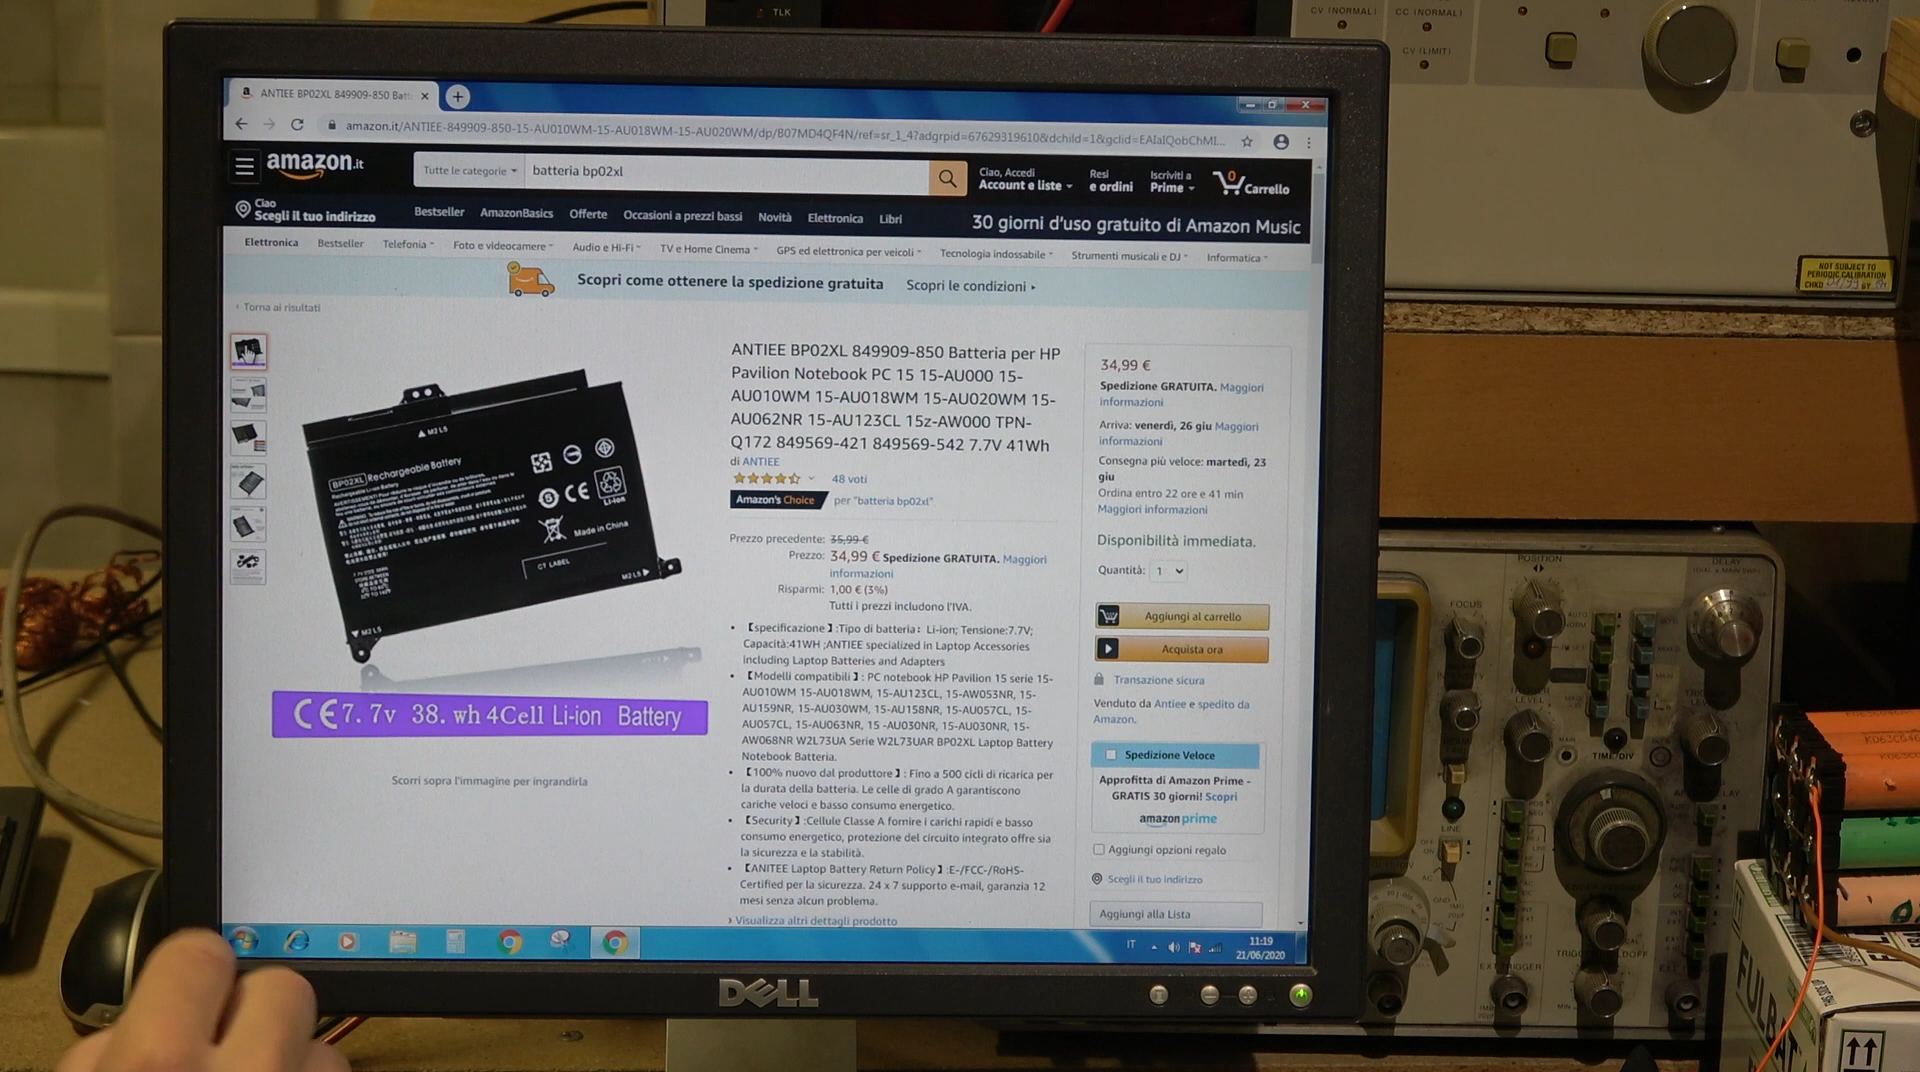 TLK
CV (NORMAL)
CC (NORMAL)
CV (LIMIT)
ANTIEE BP02XL 849909-850 Batt
amazon.it/ANTIEE-849909-850-15-AU010WM-15-AU018WM-15-AU020WM/dp/B07MD4QF4N/ref=sr_1_4?adgrpid=67629319610&dchild=1&gclid=EAIaIQobChMI...
amazon.it
Tutte le categorie
batteria bp02xl
Ciao, Accedi
Account e liste
Resi
e ordini
Iscriviti a
Prime
0
Carrello
Ciao
Scegli il tuo indirizzo
Bestseller AmazonBasics Offerte Occasioni a prezzi bassi Novità Elettronica Libri
30 giorni d'uso gratuito di Amazon Music
Elettronica Bestseller Telefonia Foto e videocamere Audio e Hi-Fi TV e Home Cinema GPS ed elettronica per veicoli Tecnologia indossabile Strumenti musicali e DJ Informatica
Scopri come ottenere la spedizione gratuita Scopri le condizioni ▸
‹ Torna ai risultati
M2 L5
BP02XL Rechargeable Battery
Li-ion
Made in China
CT LABEL
M2 L5
M2 L5
CE 7. 7v 38. wh 4Cell Li-ion Battery
Scorri sopra l'immagine per ingrandirla
ANTIEE BP02XL 849909-850 Batteria per HP
Pavilion Notebook PC 15 15-AU000 15-
AU010WM 15-AU018WM 15-AU020WM 15-
AU062NR 15-AU123CL 15z-AW000 TPN-
Q172 849569-421 849569-542 7.7V 41Wh
di ANTIEE
48 voti
Amazon's Choice per "batteria bp02xl"
Prezzo precedente: 35,99 €
Prezzo: 34,99 € Spedizione GRATUITA. Maggiori
informazioni
Risparmi: 1,00 € (3%)
Tutti i prezzi includono l'IVA.
• 【specificazione】:Tipo di batteria: Li-ion; Tensione:7.7V;
Capacità:41WH ;ANTIEE specialized in Laptop Accessories
including Laptop Batteries and Adapters
• 【Modelli compatibili】: PC notebook HP Pavilion 15 serie 15-
AU010WM 15-AU018WM, 15-AU123CL, 15-AW053NR, 15-
AU159NR, 15-AU030WM, 15-AU158NR, 15-AU057CL, 15-
AU057CL, 15-AU063NR, 15 -AU030NR, 15-AU030NR, 15-
AW068NR W2L73UA Serie W2L73UAR BP02XL Laptop Battery
Notebook Batteria.
• 【100% nuovo dal produttore】: Fino a 500 cicli di ricarica per
la durata della batteria. Le celle di grado A garantiscono
cariche veloci e basso consumo energetico.
• 【Security】:Cellule Classe A fornire i carichi rapidi e basso
consumo energetico, protezione del circuito integrato offre sia
la sicurezza e la stabilità.
• 【ANITEE Laptop Battery Return Policy】:E-/FCC-/RoHS-
Certified per la sicurezza. 24 x 7 supporto e-mail, garanzia 12
mesi senza alcun problema.
› Visualizza altri dettagli prodotto
34,99 €
Spedizione GRATUITA. Maggiori
informazioni
Arriva: venerdì, 26 giu Maggiori
informazioni
Consegna più veloce: martedì, 23
giu
Ordina entro 22 ore e 41 min
Maggiori informazioni
Disponibilità immediata.
Quantità: 1
Aggiungi al carrello
Acquista ora
Transazione sicura
Venduto da Antiee e spedito da
Amazon.
Spedizione Veloce
Approfitta di Amazon Prime -
GRATIS 30 giorni! Scopri
amazon prime
Aggiungi opzioni regalo
Scegli il tuo indirizzo
Aggiungi alla Lista
IT
11:19
21/06/2020
DELL
NOT SUBJECT TO
PERIODIC CALIBRATION
CHKD BY
POSITION
DELAY
FOCUS
LEVEL
TIME/DIV
LINE
EXT TRIGGER
FULBAT